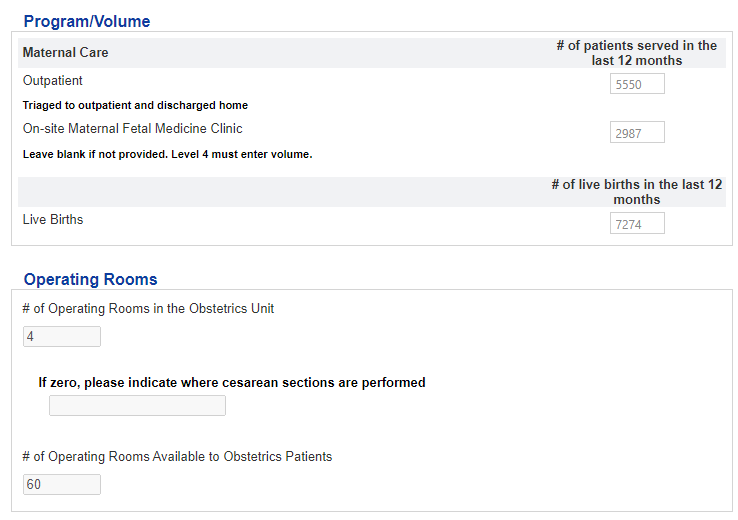 Program/Volume
Maternal Care
# of patients served in the
last 12 months
Outpatient
5550
Triaged to outpatient and discharged home
On-site Maternal Fetal Medicine Clinic
2987
Leave blank if not provided. Level 4 must enter volume.
# of live births in the last 12
months
Live Births
7274
Operating Rooms
# of Operating Rooms in the Obstetrics Unit
4
If zero, please indicate where cesarean sections are performed
# of Operating Rooms Available to Obstetrics Patients
60